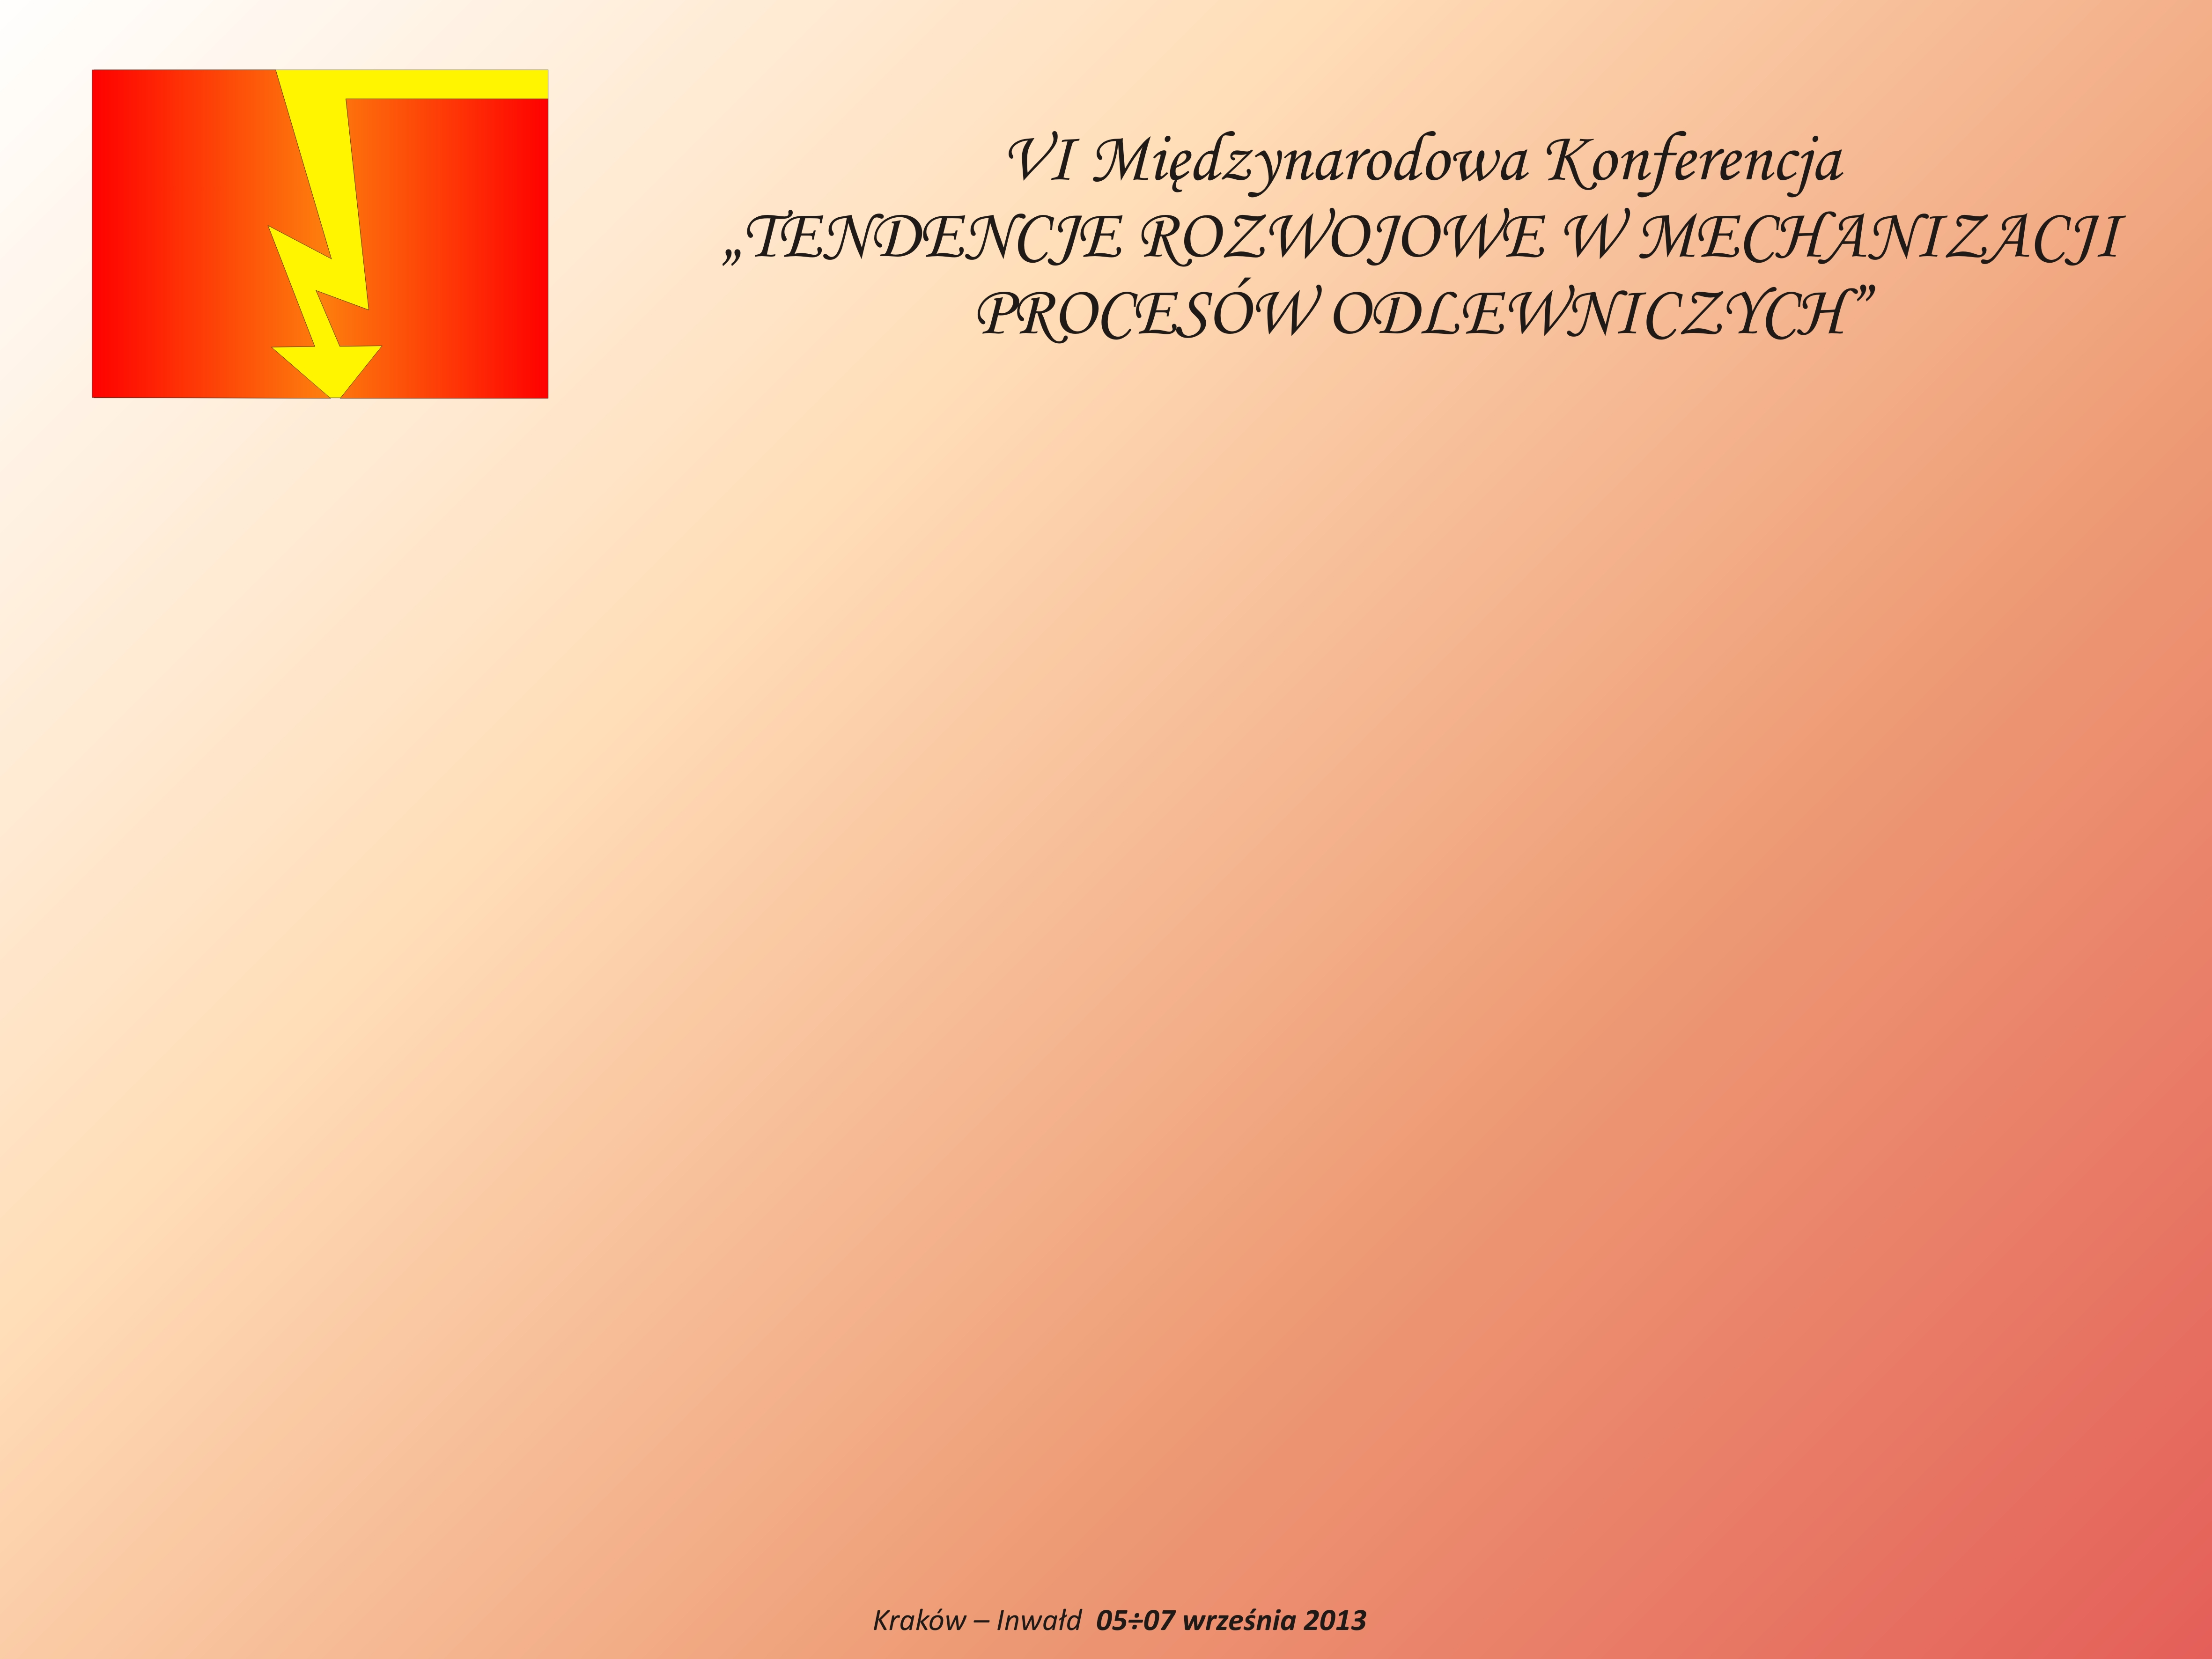 VI Międzynarodowa Konferencja
„TENDENCJE ROZWOJOWE W MECHANIZACJI
PROCESÓW ODLEWNICZYCH”
Kraków – Inwałd 05÷07 września 2013